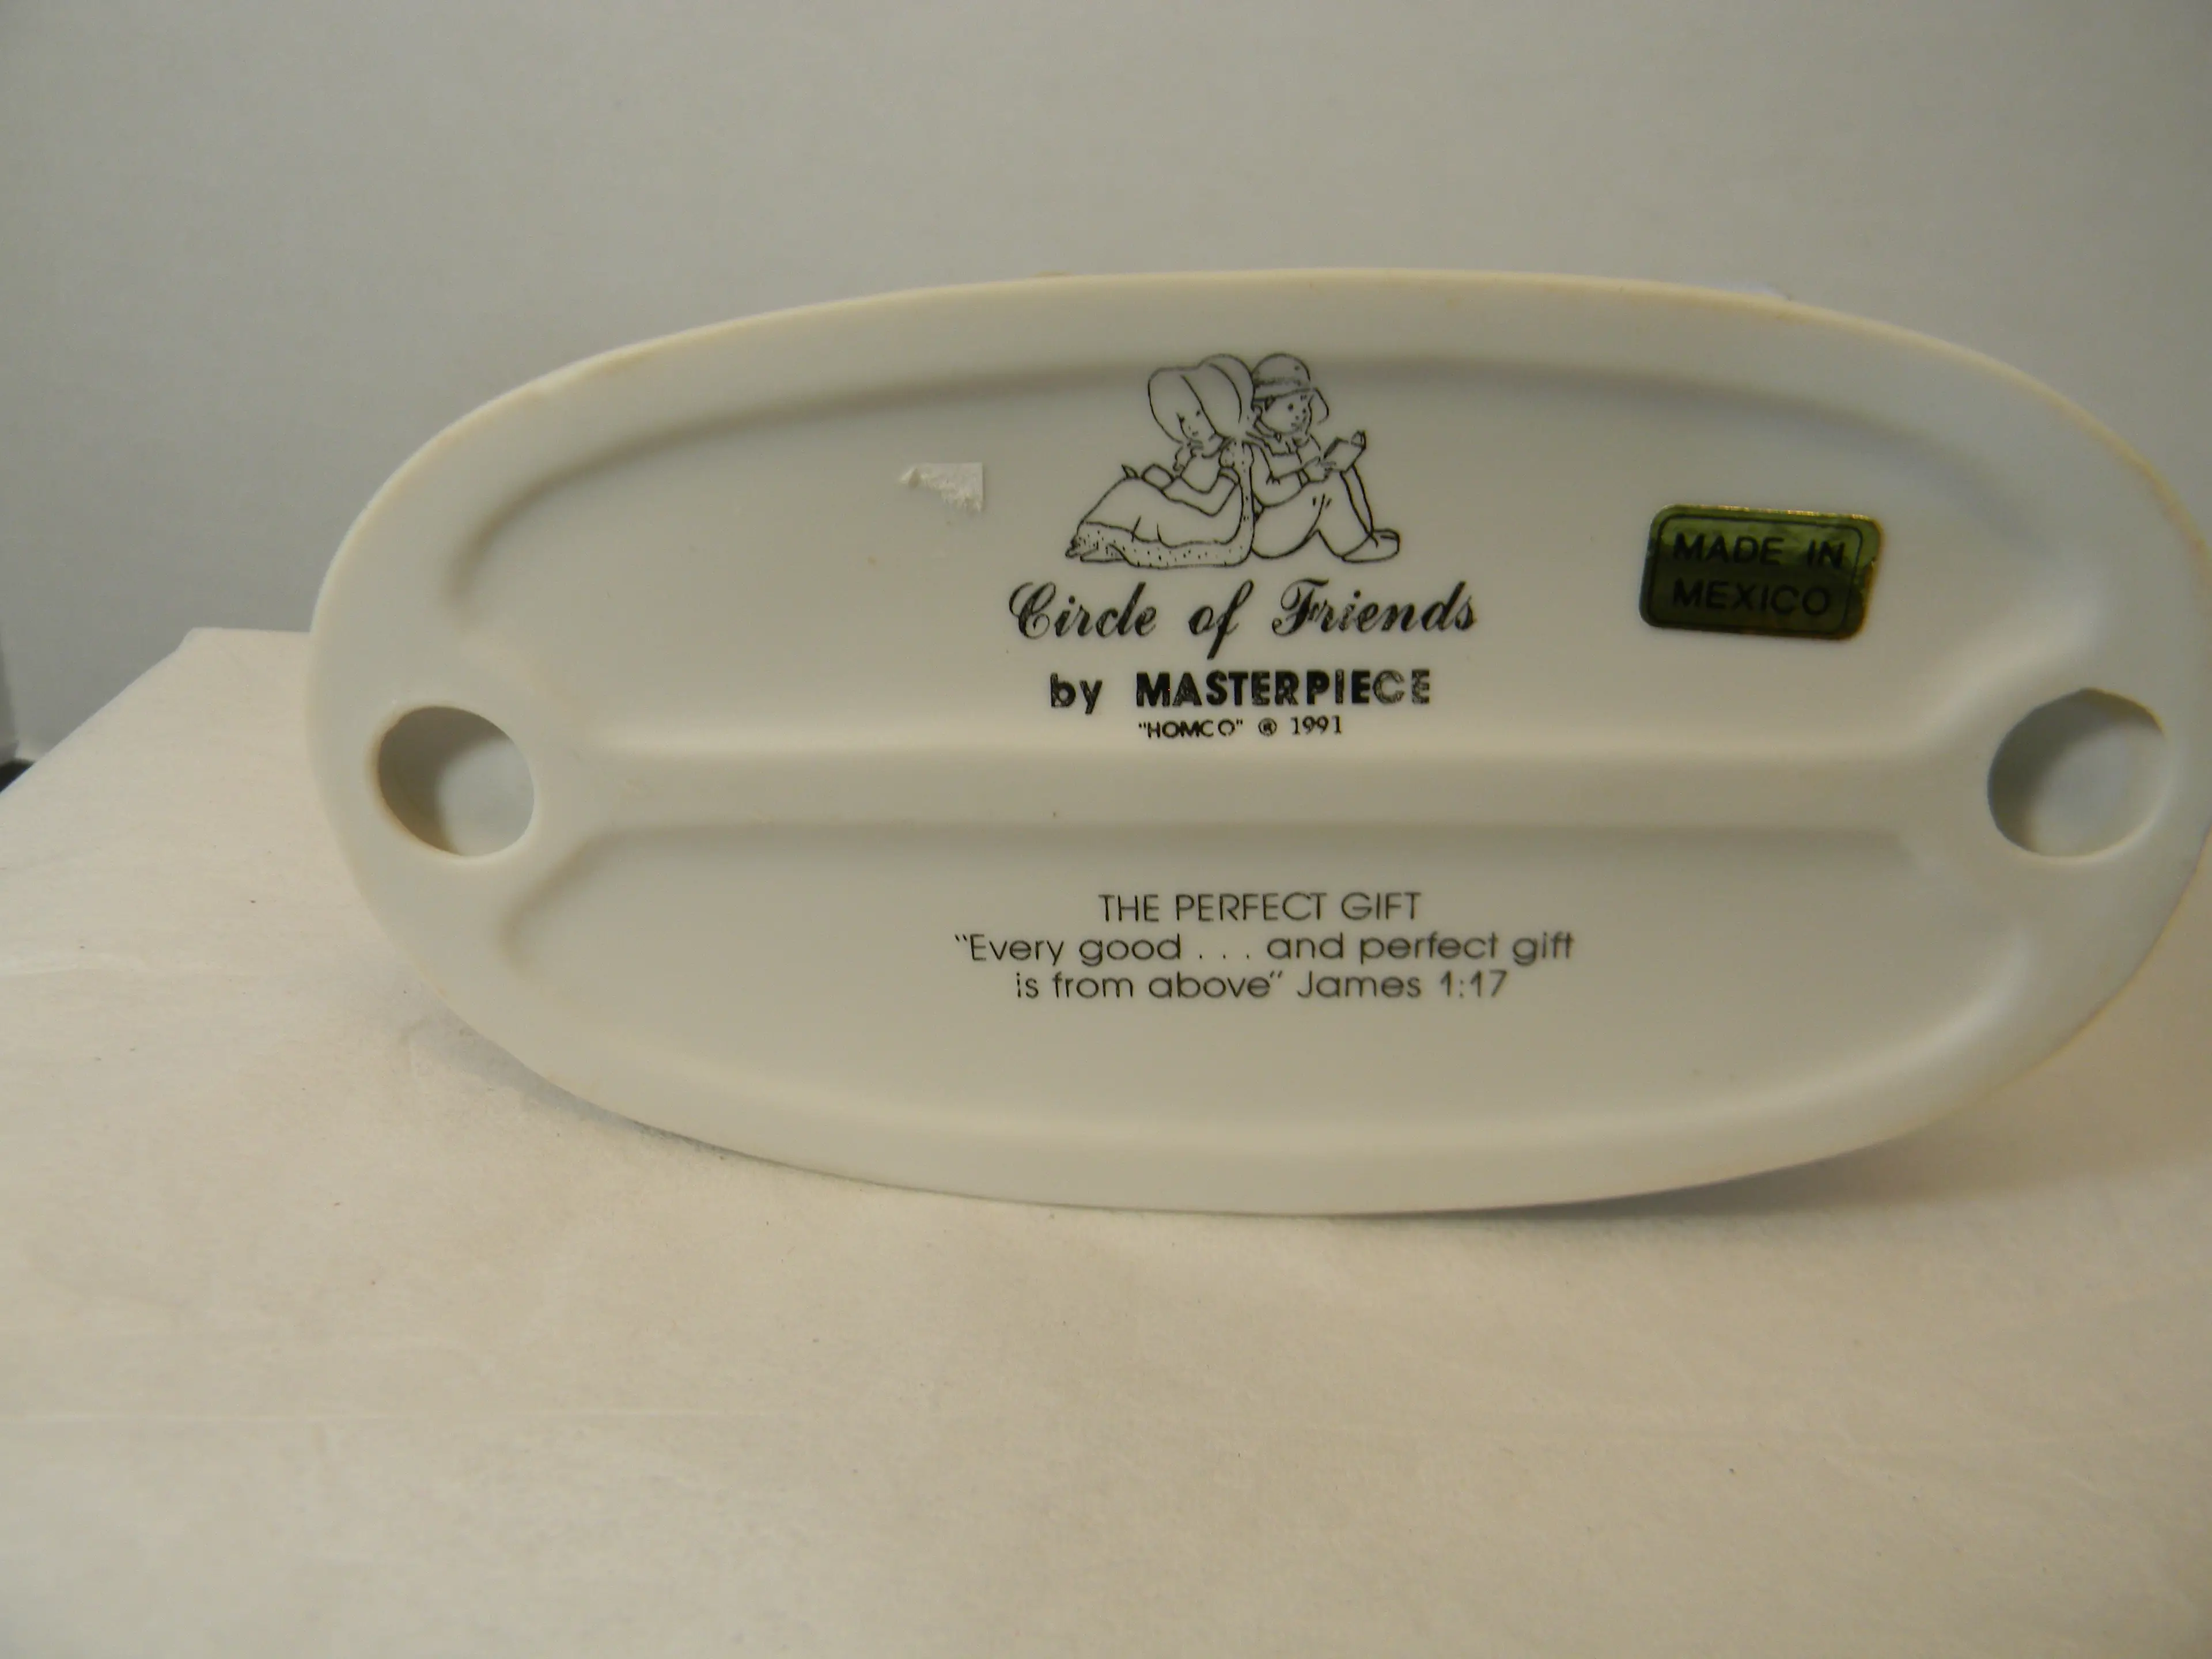 Circle of Friends
by MASTERPIECE
"HOMCO" ® 1991
MADE IN
MEXICO
THE PERFECT GIFT
"Every good . . . and perfect gift
is from above" James 1:17